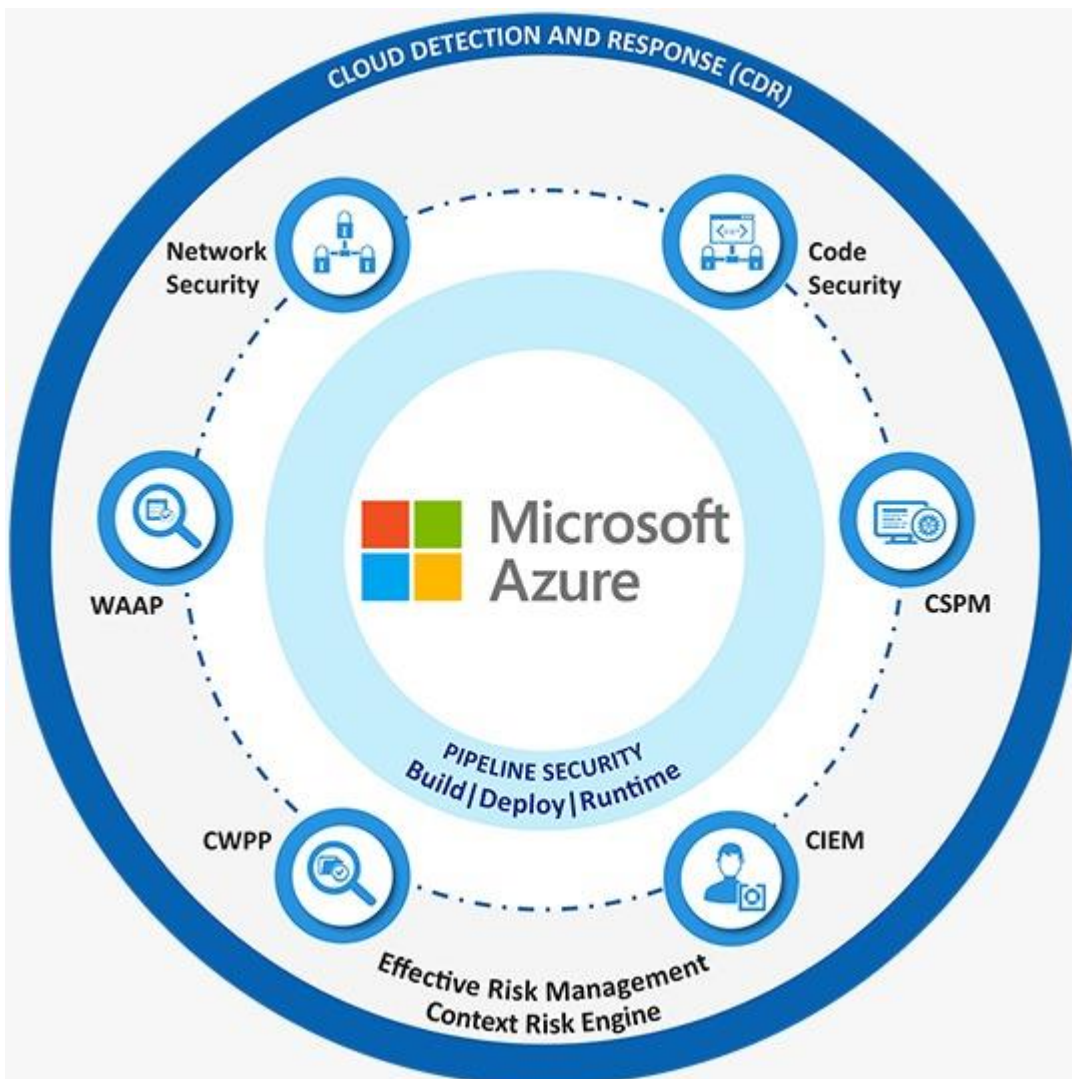 CLOUD DETECTION AND RESPONSE (CDR)
Network
Security
Code
Security
WAAP
Microsoft
Azure
CSPM
PIPELINE SECURITY
Build|Deploy|Runtime
CWPP
CIEM
Effective Risk Management
Context Risk Engine